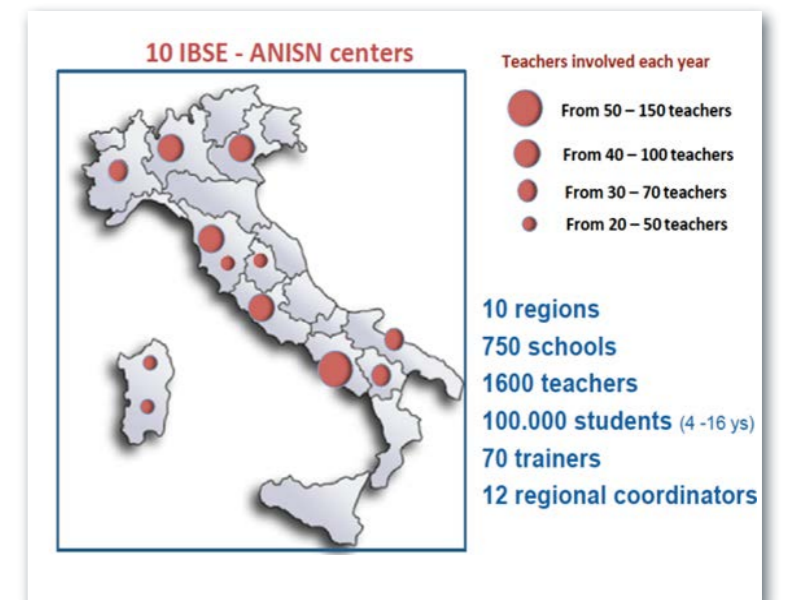 10 IBSE - ANISN centers
Teachers involved each year
From 50 – 150 teachers
From 40 – 100 teachers
From 30 – 70 teachers
From 20 – 50 teachers
10 regions
750 schools
1600 teachers
100.000 students (4 -16 ys)
70 trainers
12 regional coordinators